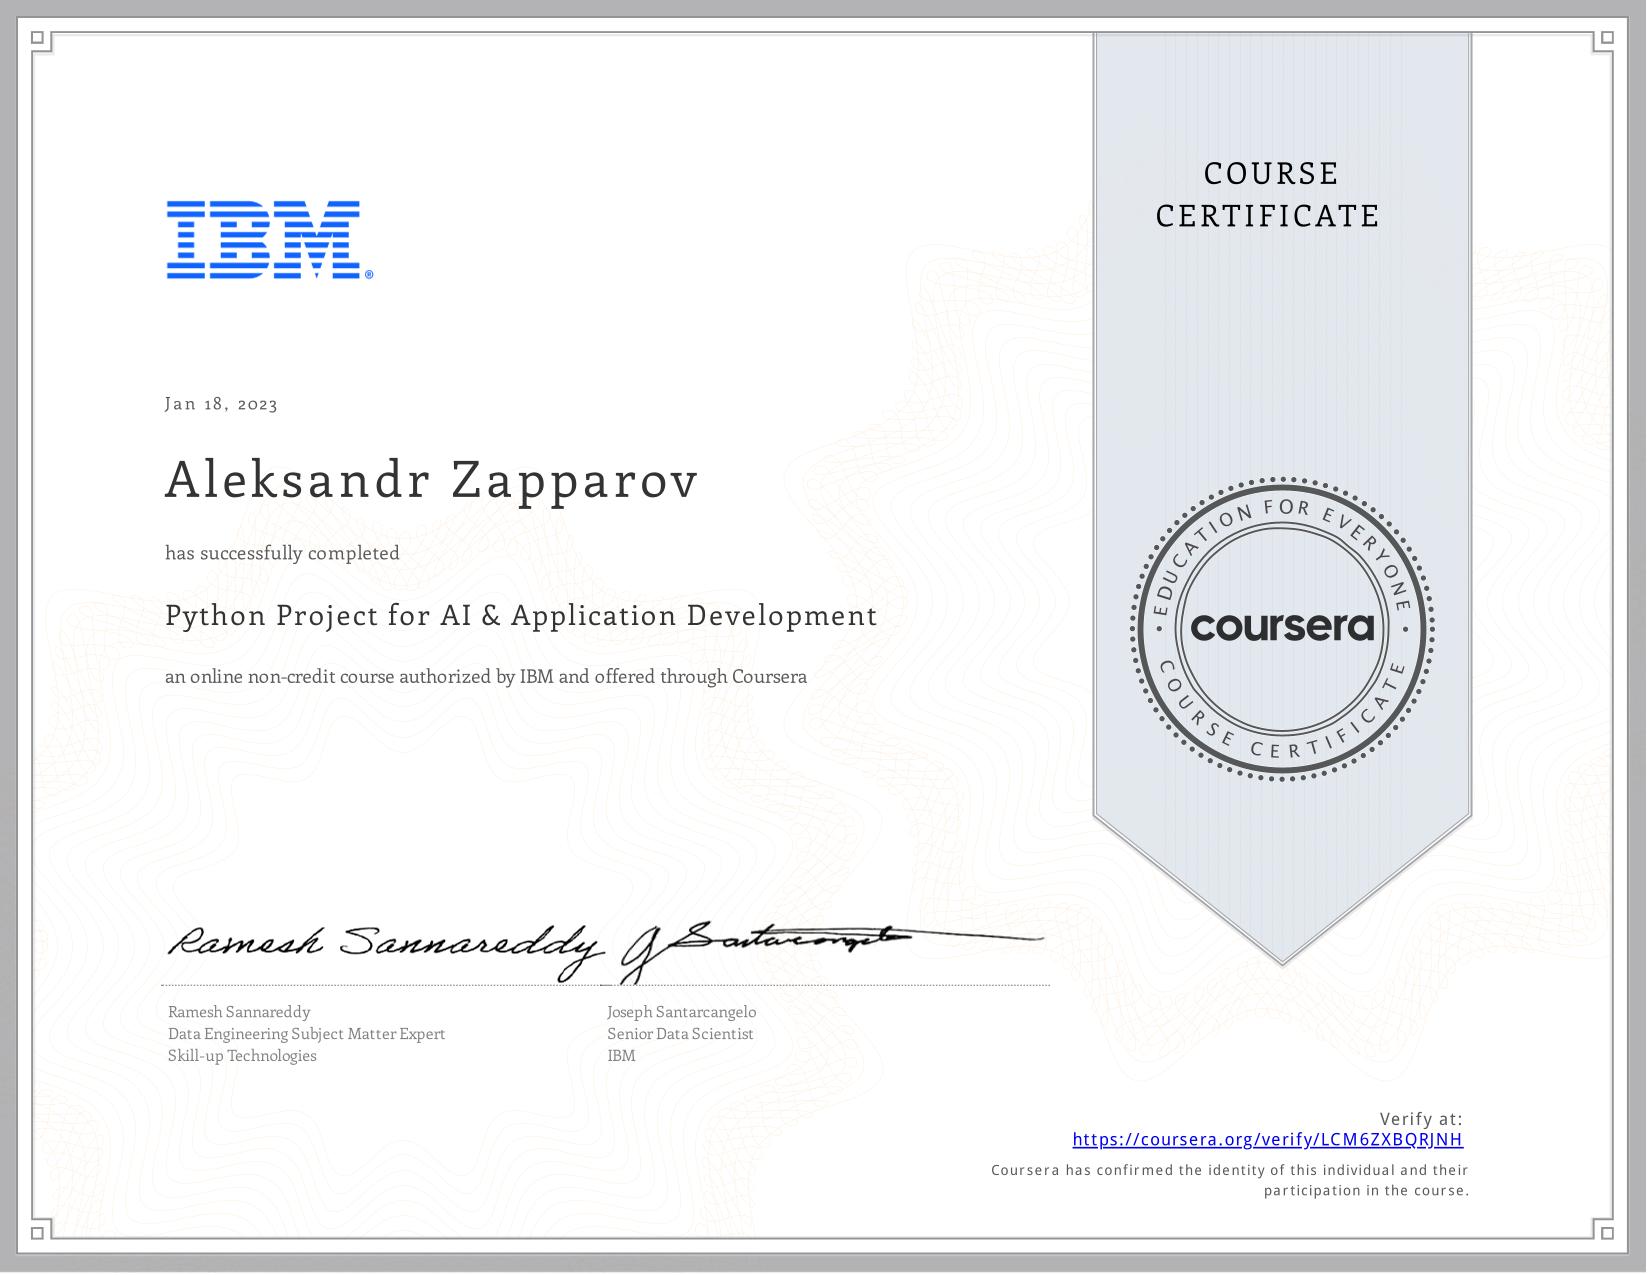 COURSE
CERTIFICATE
IBM®
Jan 18, 2023
Aleksandr Zapparov
has successfully completed
Python Project for AI & Application Development
an online non-credit course authorized by IBM and offered through Coursera
EDUCATION FOR EVERYONE
coursera
COURSE CERTIFICATE
Ramesh Sannareddy
J Santarcangelo
Ramesh Sannareddy
Data Engineering Subject Matter Expert
Skill-up Technologies
Joseph Santarcangelo
Senior Data Scientist
IBM
Verify at:
https://coursera.org/verify/LCM6ZXBQRJNH
Coursera has confirmed the identity of this individual and their
participation in the course.